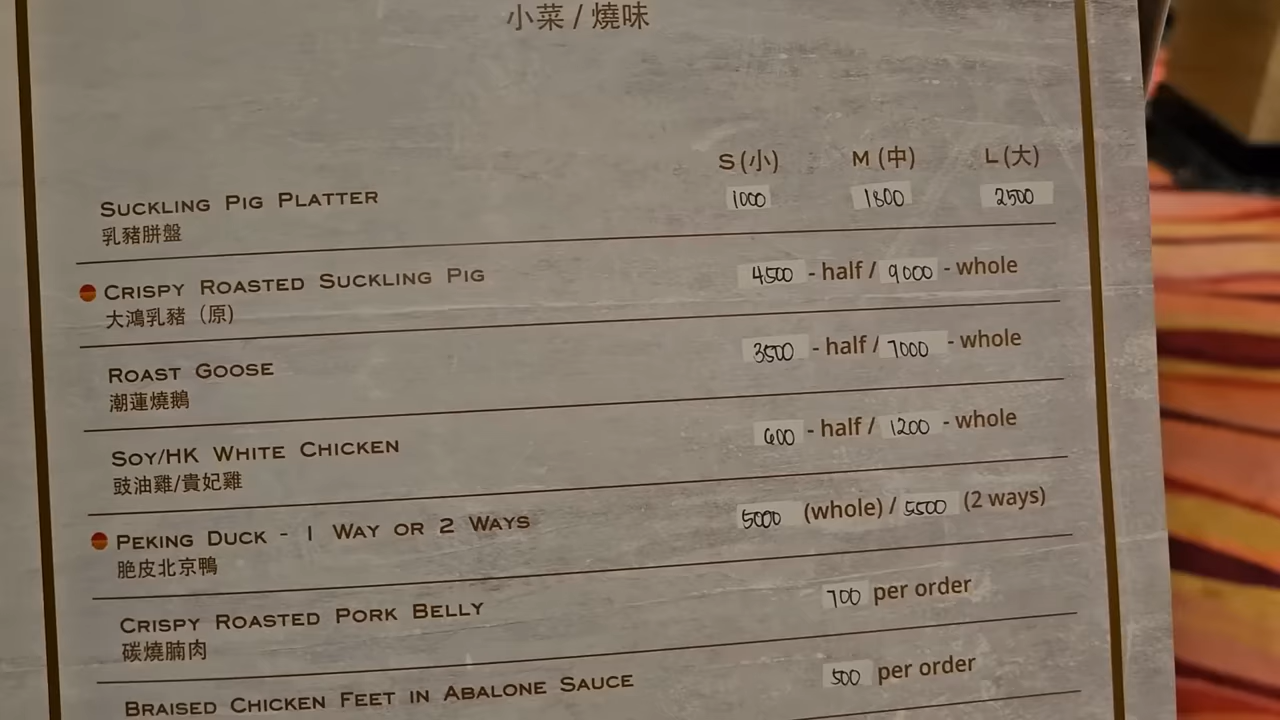 小菜 / 燒味
S (小) M (中) L (大)
SUCKLING PIG PLATTER 1000 1800 2500
乳豬拼盤
CRISPY ROASTED SUCKLING PIG 4500 - half / 9000 - whole
大鴻乳豬（原)
ROAST GOOSE 3500 - half / 7000 - whole
潮蓮燒鵝
SOY/HK WHITE CHICKEN 600 - half / 1200 - whole
豉油雞/貴妃雞
PEKING DUCK - 1 WAY OR 2 WAYS 5000 (whole) / 5500 (2 ways)
脆皮北京鴨
CRISPY ROASTED PORK BELLY 700 per order
碳燒腩肉
BRAISED CHICKEN FEET IN ABALONE SAUCE 500 per order